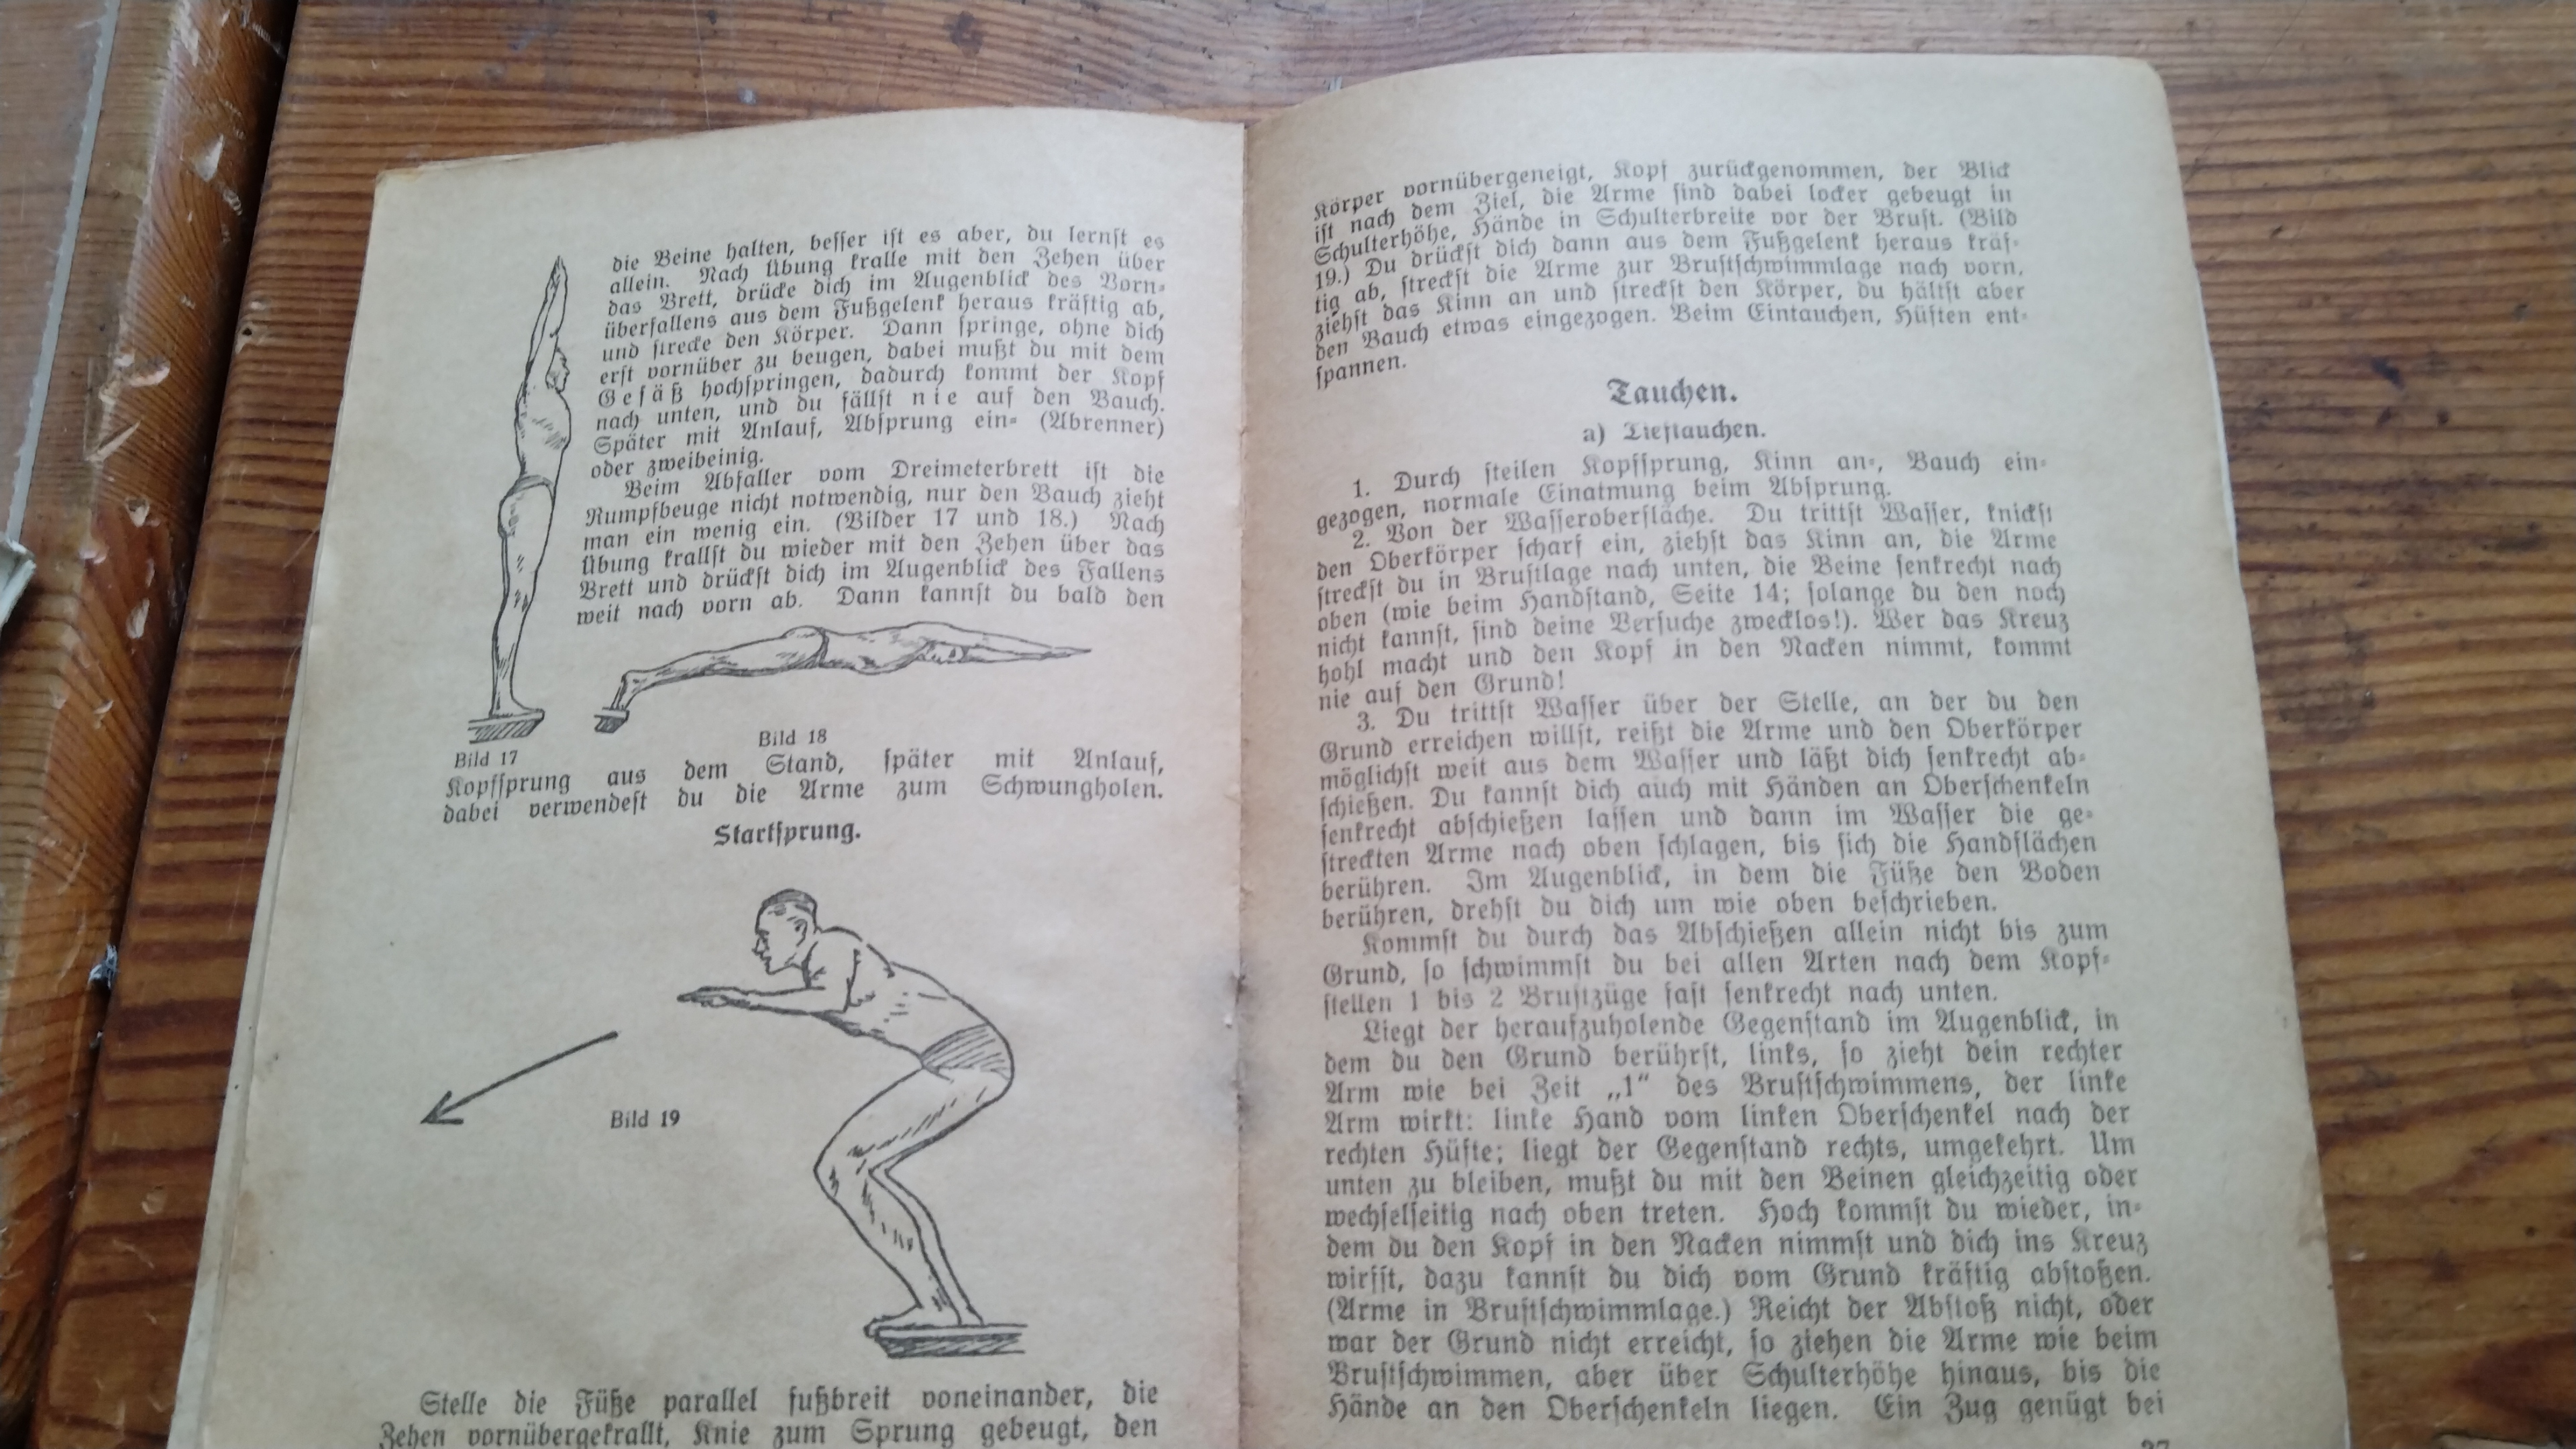 die Beine halten, besser ist es aber, du lernst es
allein. Nach Übung kralle mit den Zehen über
das Brett, drücke dich im Augenblick des Vorn-
überfallens aus dem Fußgelenk heraus kräftig ab,
und strecke den Körper. Dann springe, ohne dich
erst vornüber zu beugen, dabei mußt du mit dem
Gesäß hochspringen, dadurch kommt der Kopf
nach unten, und du fällst nie auf den Bauch.
Später mit Anlauf, Absprung ein- (Abrenner)
oder zweibeinig.
Beim Abfaller vom Dreimeterbrett ist die
Rumpfbeuge nicht notwendig, nur den Bauch zieht
man ein wenig ein. (Bilder 17 und 18.) Nach
Übung krallst du wieder mit den Zehen über das
Brett und drückst dich im Augenblick des Fallens
weit nach vorn ab. Dann kannst du bald den
Bild 17
Bild 18
Kopfsprung aus dem Stand, später mit Anlauf,
dabei verwendest du die Arme zum Schwungholen.
Startsprung.
Bild 19
Stelle die Füße parallel fußbreit voneinander, die
Zehen vornübergekrallt, Knie zum Sprung gebeugt, den
Körper vornübergeneigt, Kopf zurückgenommen, der Blick
ist nach dem Ziel, die Arme sind dabei locker gebeugt in
Schulterhöhe, Hände in Schulterbreite vor der Brust. (Bild
19.) Du drückst dich dann aus dem Fußgelenk heraus kräf-
tig ab, streckst die Arme zur Brustschwimmlage nach vorn,
ziehst das Kinn an und streckst den Körper, du hältst aber
den Bauch etwas eingezogen. Beim Eintauchen, Hüften ent-
spannen.
Tauchen.
a) Tieftauchen.
1. Durch steilen Kopfsprung, Kinn an-, Bauch ein-
gezogen, normale Einatmung beim Absprung.
2. Von der Wasseroberfläche. Du trittst Wasser, knickst
den Oberkörper scharf ein, ziehst das Kinn an, die Arme
streckst du in Brustlage nach unten, die Beine senkrecht nach
oben (wie beim Handstand, Seite 14; solange du den noch
nicht kannst, sind deine Versuche zwecklos!). Wer das Kreuz
hohl macht und den Kopf in den Nacken nimmt, kommt
nie auf den Grund!
3. Du trittst Wasser über der Stelle, an der du den
Grund erreichen willst, reißt die Arme und den Oberkörper
möglichst weit aus dem Wasser und läßt dich senkrecht ab-
schießen. Du kannst dich auch mit Händen an Oberschenkeln
senkrecht abschießen lassen und dann im Wasser die ge-
streckten Arme nach oben schlagen, bis sich die Handflächen
berühren. Im Augenblick, in dem die Füße den Boden
berühren, drehst du dich um wie oben beschrieben.
Kommst du durch das Abschießen allein nicht bis zum
Grund, so schwimmst du bei allen Arten nach dem Kopf-
stellen 1 bis 2 Brustzüge fast senkrecht nach unten.
Liegt der heraufzuholende Gegenstand im Augenblick, in
dem du den Grund berührst, links, so zieht dein rechter
Arm wie bei Zeit „1“ des Brustschwimmens, der linke
Arm wirkt: linke Hand vom linken Oberschenkel nach der
rechten Hüfte; liegt der Gegenstand rechts, umgekehrt. Um
unten zu bleiben, mußt du mit den Beinen gleichzeitig oder
wechselseitig nach oben treten. Hoch kommst du wieder, in-
dem du den Kopf in den Nacken nimmst und dich ins Kreuz
wirfst, dazu kannst du dich vom Grund kräftig abstoßen.
(Arme in Brustschwimmlage.) Reicht der Abstoß nicht, oder
war der Grund nicht erreicht, so ziehen die Arme wie beim
Brustschwimmen, aber über Schulterhöhe hinaus, bis die
Hände an den Oberschenkeln liegen. Ein Zug genügt bei